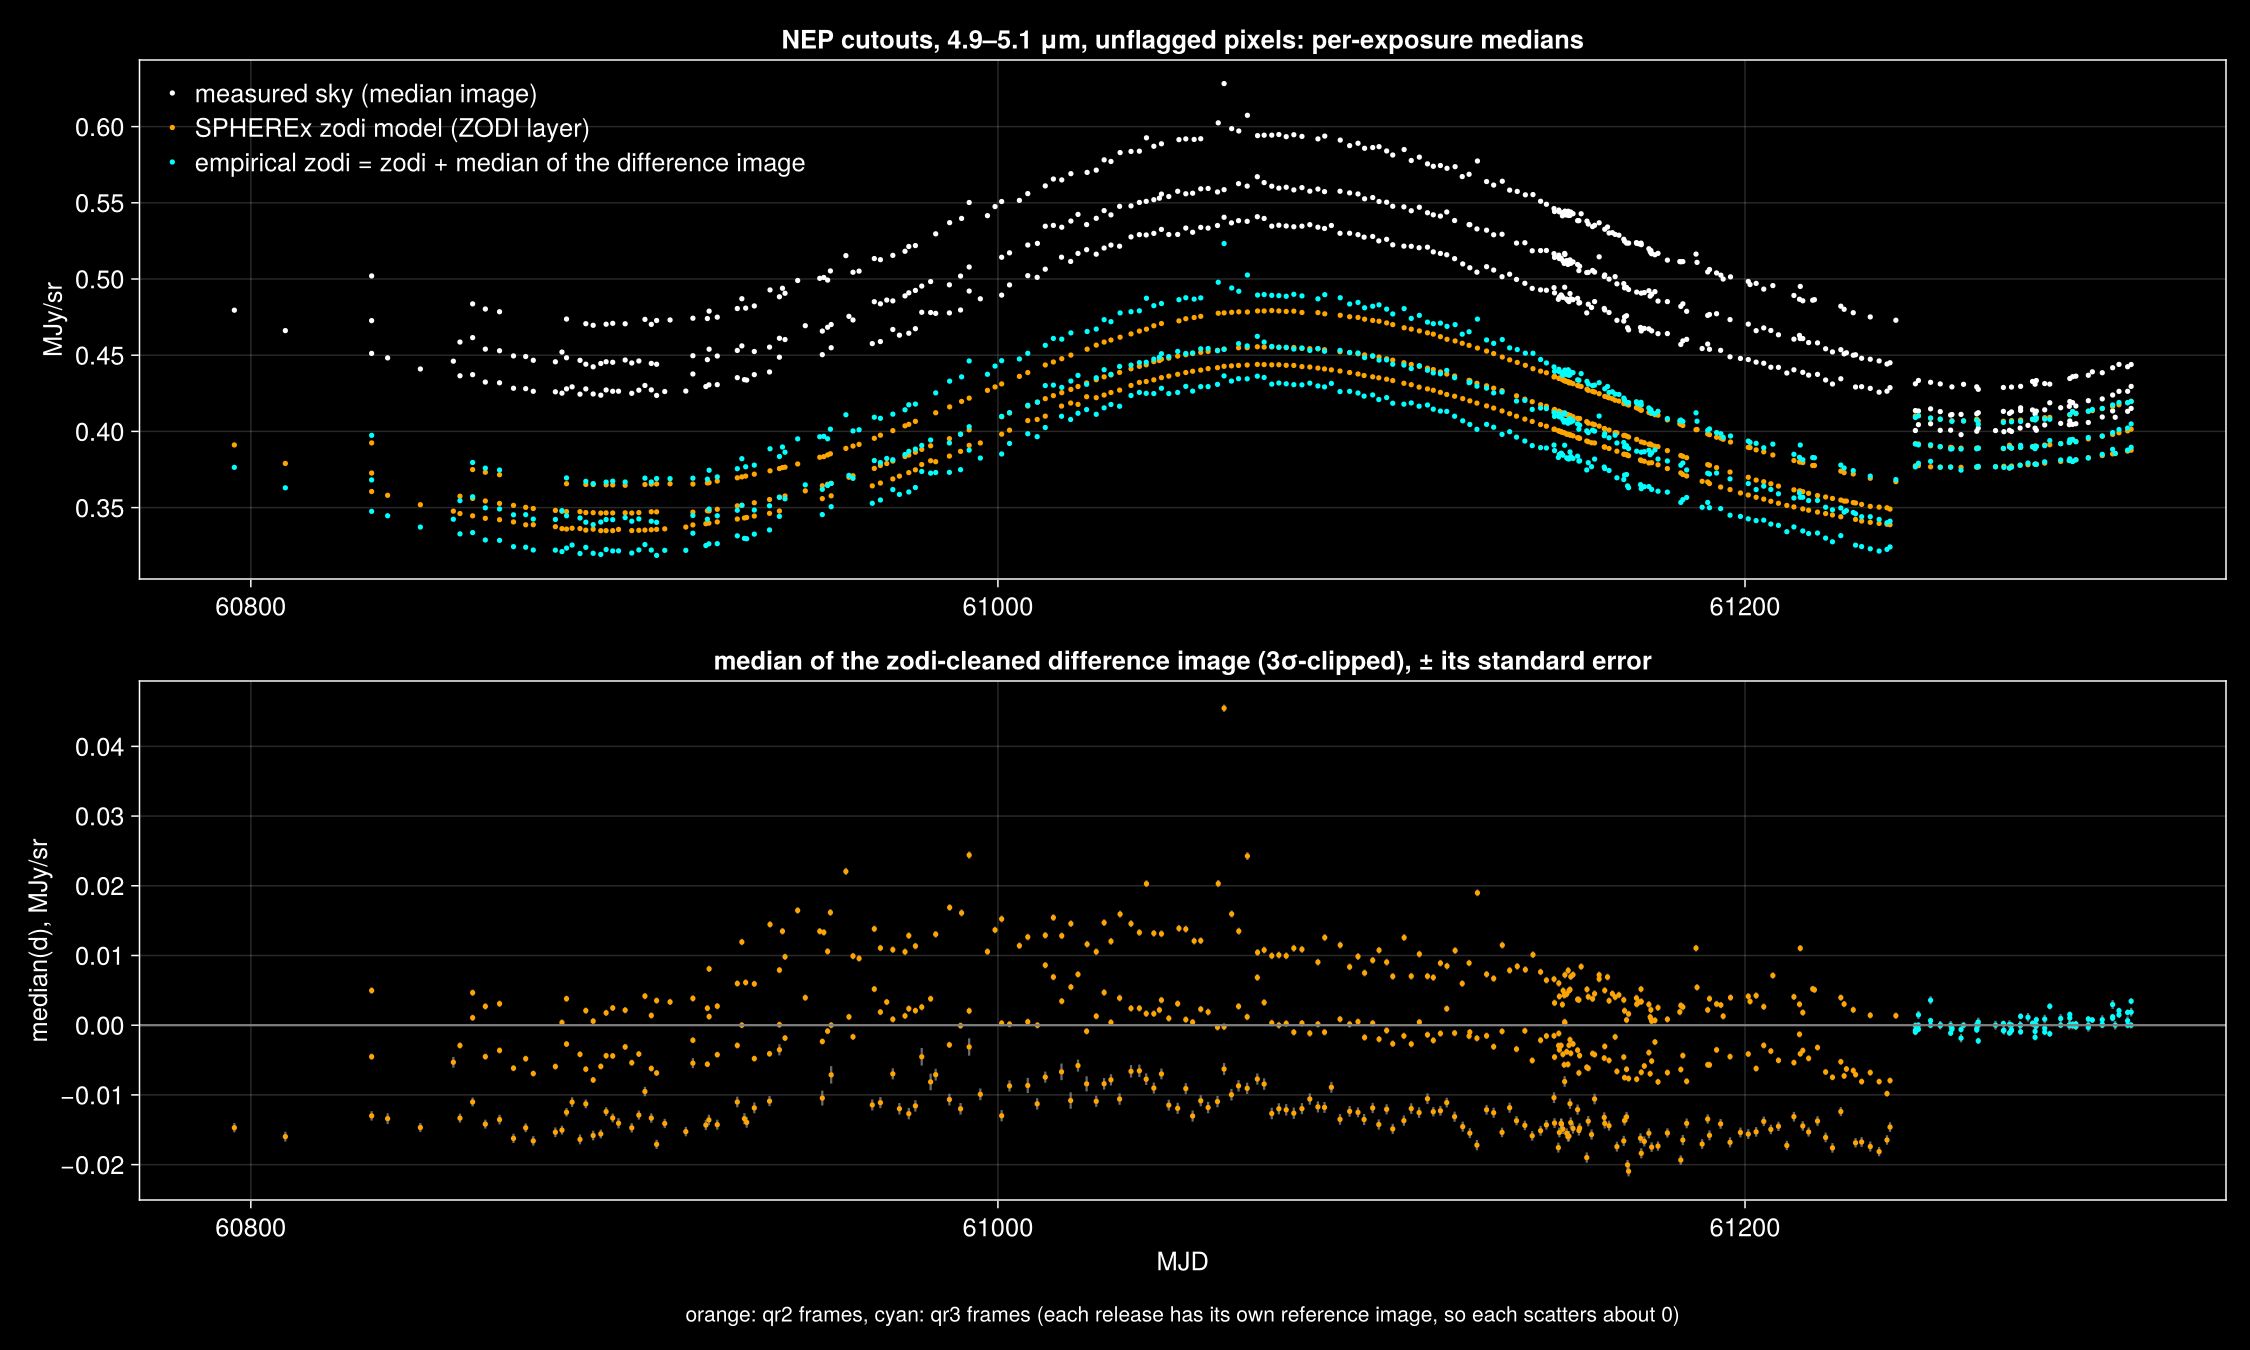 NEP cutouts, 4.9–5.1 µm, unflagged pixels: per-exposure medians
measured sky (median image)
SPHEREx zodi model (ZODI layer)
empirical zodi = zodi + median of the difference image
MJy/sr
0.60
0.55
0.50
0.45
0.40
0.35
60800
61000
61200
median of the zodi-cleaned difference image (3σ-clipped), ± its standard error
median(d), MJy/sr
0.04
0.03
0.02
0.01
0.00
−0.01
−0.02
60800
61000
61200
MJD
orange: qr2 frames, cyan: qr3 frames (each release has its own reference image, so each scatters about 0)